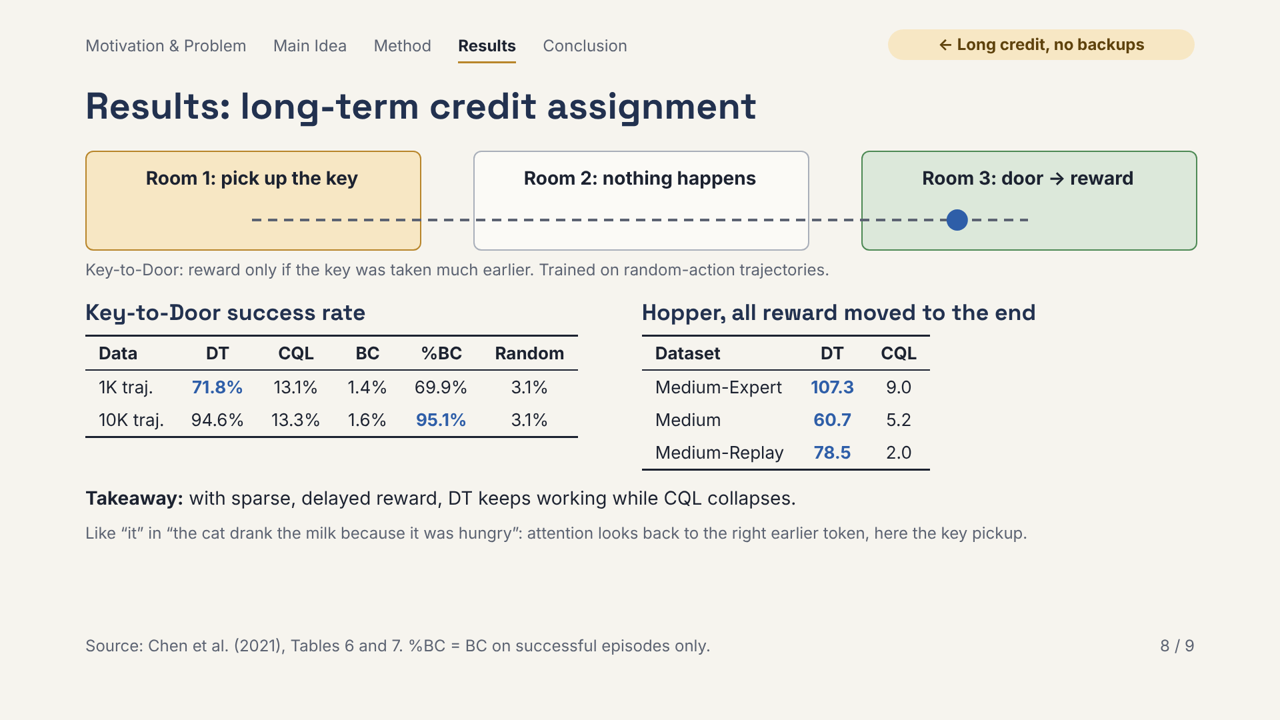 Motivation & Problem Main Idea Method Results Conclusion
← Long credit, no backups
Results: long-term credit assignment
Room 1: pick up the key
Room 2: nothing happens
Room 3: door → reward
Key-to-Door: reward only if the key was taken much earlier. Trained on random-action trajectories.
Key-to-Door success rate
Data DT CQL BC %BC Random
1K traj. 71.8% 13.1% 1.4% 69.9% 3.1%
10K traj. 94.6% 13.3% 1.6% 95.1% 3.1%
Hopper, all reward moved to the end
Dataset DT CQL
Medium-Expert 107.3 9.0
Medium 60.7 5.2
Medium-Replay 78.5 2.0
Takeaway: with sparse, delayed reward, DT keeps working while CQL collapses.
Like “it” in “the cat drank the milk because it was hungry”: attention looks back to the right earlier token, here the key pickup.
Source: Chen et al. (2021), Tables 6 and 7. %BC = BC on successful episodes only.
8 / 9